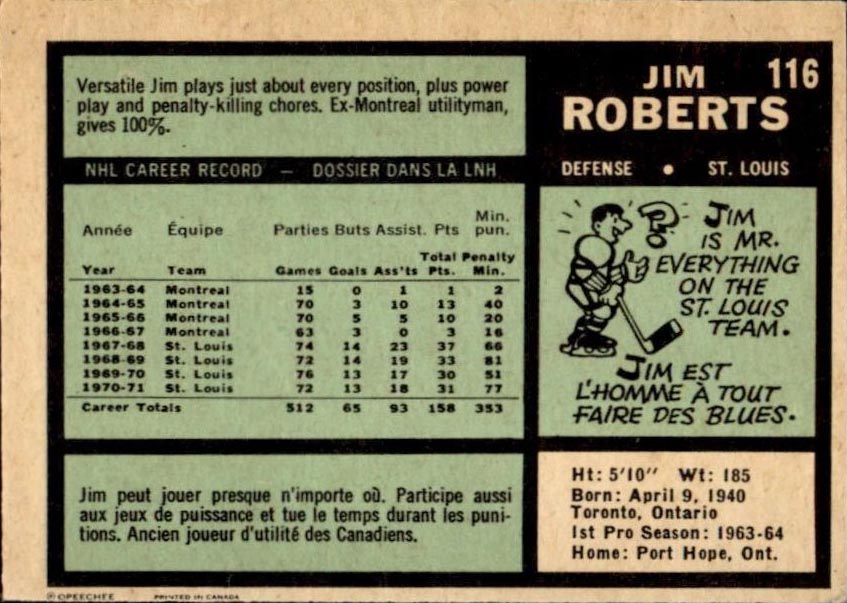 Versatile Jim plays just about every position, plus power
play and penalty-killing chores. Ex-Montreal utilityman,
gives 100%.
JIM 116
ROBERTS
DEFENSE • ST. LOUIS
NHL CAREER RECORD — DOSSIER DANS LA LNH
Année Équipe Parties Buts Assist. Pts Min. pun.
Year Team Games Goals Ass'ts Total Pts. Penalty Min.
1963-64 Montreal 15 0 1 1 2
1964-65 Montreal 70 3 10 13 40
1965-66 Montreal 70 5 5 10 20
1966-67 Montreal 63 3 0 3 16
1967-68 St. Louis 74 14 23 37 66
1968-69 St. Louis 72 14 19 33 81
1969-70 St. Louis 76 13 17 30 51
1970-71 St. Louis 72 13 18 31 77
Career Totals 512 65 93 158 353
?
JIM
IS MR.
EVERYTHING
ON THE
ST. LOUIS
TEAM.
JIM EST
L'HOMME À TOUT
FAIRE DES BLUES.
Jim peut jouer presque n'importe où. Participe aussi
aux jeux de puissance et tue le temps durant les puni-
tions. Ancien joueur d'utilité des Canadiens.
Ht: 5'10" Wt: 185
Born: April 9, 1940
Toronto, Ontario
1st Pro Season: 1963-64
Home: Port Hope, Ont.
© OPEECHEE PRINTED IN CANADA